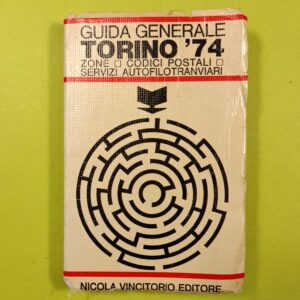 GUIDA GENERALE
TORINO '74
ZONE □ CODICI POSTALI □
SERVIZI AUTOFILOTRANVIARI
NICOLA VINCITORIO EDITORE